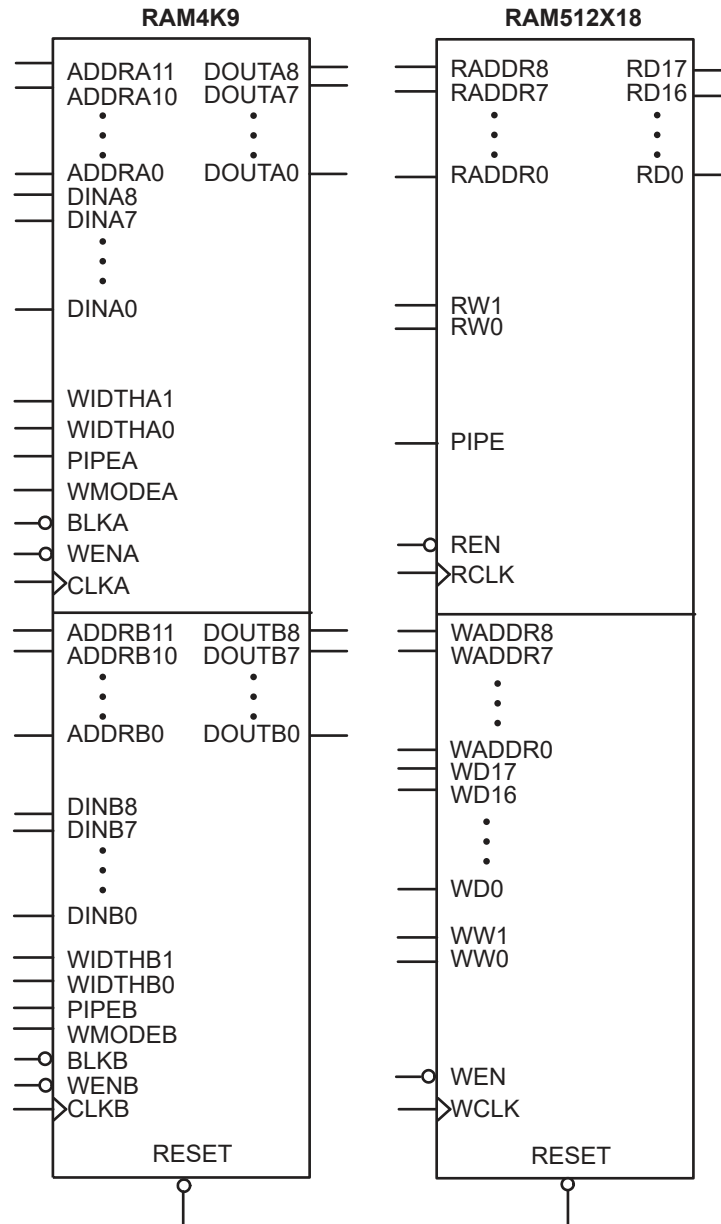 RAM4K9
ADDRA11 DOUTA8
ADDRA10 DOUTA7
ADDRA0 DOUTA0
DINA8
DINA7
DINA0
WIDTHA1
WIDTHA0
PIPEA
WMODEA
BLKA
WENA
CLKA
ADDRB11 DOUTB8
ADDRB10 DOUTB7
ADDRB0 DOUTB0
DINB8
DINB7
DINB0
WIDTHB1
WIDTHB0
PIPEB
WMODEB
BLKB
WENB
CLKB
RESET
RAM512X18
RADDR8 RD17
RADDR7 RD16
RADDR0 RD0
RW1
RW0
PIPE
REN
RCLK
WADDR8
WADDR7
WADDR0
WD17
WD16
WD0
WW1
WW0
WEN
WCLK
RESET